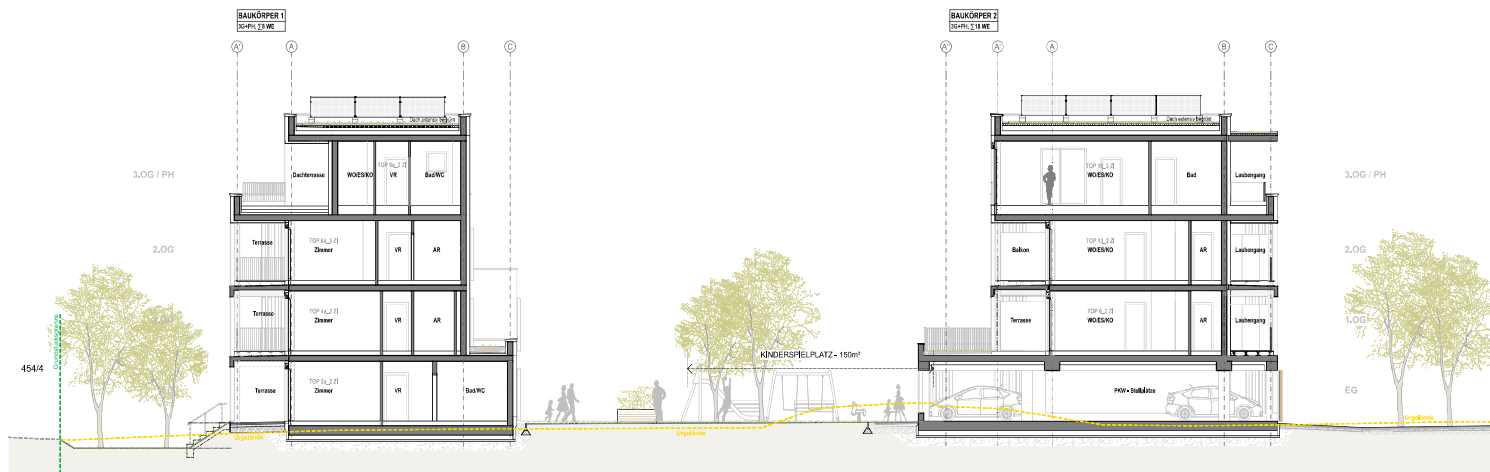 BAUKÖRPER 1
3G+PH, ∑8 WE
BAUKÖRPER 2
3G+PH, ∑18 WE
A'
A
B
C
A''
A'
A
B
C
Dach extensiv begrünt
Dach extensiv begrünt
3.OG / PH
Dachterrasse
WO/ES/KO
TOP 8a_2 Zi
VR
Bad/WC
WO/ES/KO
Bad
Laubengang
3.OG / PH
2.OG
Terrasse
TOP 6a_2 Zi
Zimmer
VR
AR
Balkon
WO/ES/KO
AR
Laubengang
2.OG
Terrasse
TOP 4a_2 Zi
Zimmer
VR
AR
Terrasse
WO/ES/KO
AR
Laubengang
1.OG
454/4
KINDERSPIELPLATZ - 150m²
Terrasse
TOP 2a_2 Zi
Zimmer
VR
Bad/WC
PKW - Stellplätze
EG
Urgelände
Urgelände
Urgelände